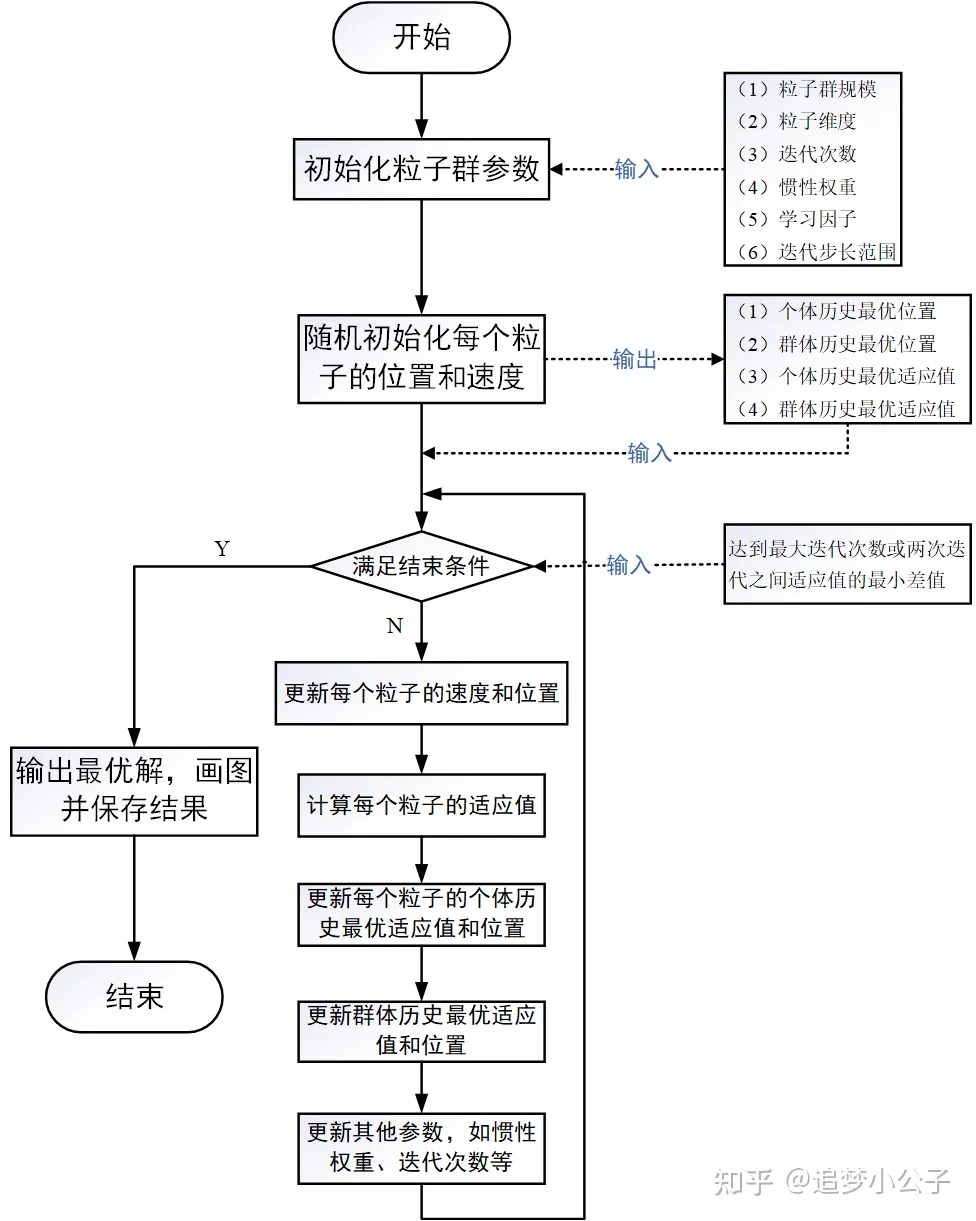 开始
初始化粒子群参数
输入
（1）粒子群规模
（2）粒子维度
（3）迭代次数
（4）惯性权重
（5）学习因子
（6）迭代步长范围
随机初始化每个粒
子的位置和速度
输出
（1）个体历史最优位置
（2）群体历史最优位置
（3）个体历史最优适应值
（4）群体历史最优适应值
输入
Y
满足结束条件
输入
达到最大迭代次数或两次迭
代之间适应值的最小差值
N
更新每个粒子的速度和位置
输出最优解，画图
并保存结果
计算每个粒子的适应值
更新每个粒子的个体历
史最优适应值和位置
结束
更新群体历史最优适应
值和位置
更新其他参数，如惯性
权重、迭代次数等
知乎 @追梦小公子